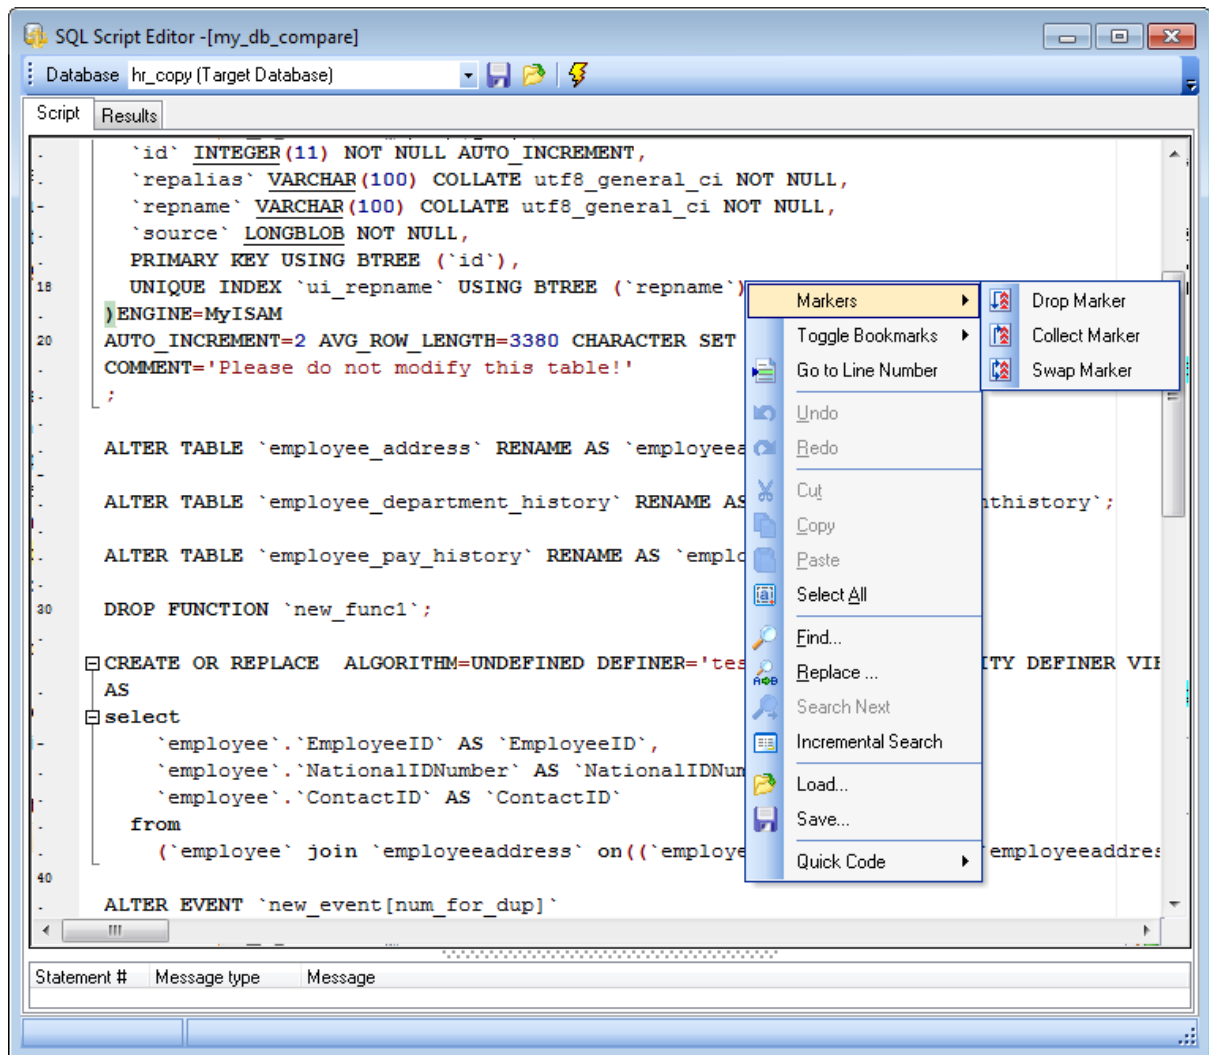 SQL Script Editor -[my_db_compare]
Database hr_copy (Target Database)
Script Results
`id` INTEGER(11) NOT NULL AUTO_INCREMENT,
`repalias` VARCHAR(100) COLLATE utf8_general_ci NOT NULL,
`repname` VARCHAR(100) COLLATE utf8_general_ci NOT NULL,
`source` LONGBLOB NOT NULL,
PRIMARY KEY USING BTREE (`id`),
18 UNIQUE INDEX `ui_repname` USING BTREE (`repname`)
)ENGINE=MyISAM
20 AUTO_INCREMENT=2 AVG_ROW_LENGTH=3380 CHARACTER SET
COMMENT='Please do not modify this table!'
;
ALTER TABLE `employee_address` RENAME AS `employeea
ALTER TABLE `employee_department_history` RENAME AS nthistory`;
ALTER TABLE `employee_pay_history` RENAME AS `emplo
30 DROP FUNCTION `new_func1`;
CREATE OR REPLACE ALGORITHM=UNDEFINED DEFINER='tes ITY DEFINER VIE
AS
select
`employee`.`EmployeeID` AS `EmployeeID`,
`employee`.`NationalIDNumber` AS `NationalIDNum
`employee`.`ContactID` AS `ContactID`
from
(`employee` join `employeeaddress` on((`employe employeeaddres
40
ALTER EVENT `new_event[num_for_dup]`
Markers
Toggle Bookmarks
Go to Line Number
Undo
Redo
Cut
Copy
Paste
Select All
Find...
Replace ...
Search Next
Incremental Search
Load...
Save...
Quick Code
Drop Marker
Collect Marker
Swap Marker
Statement # Message type Message